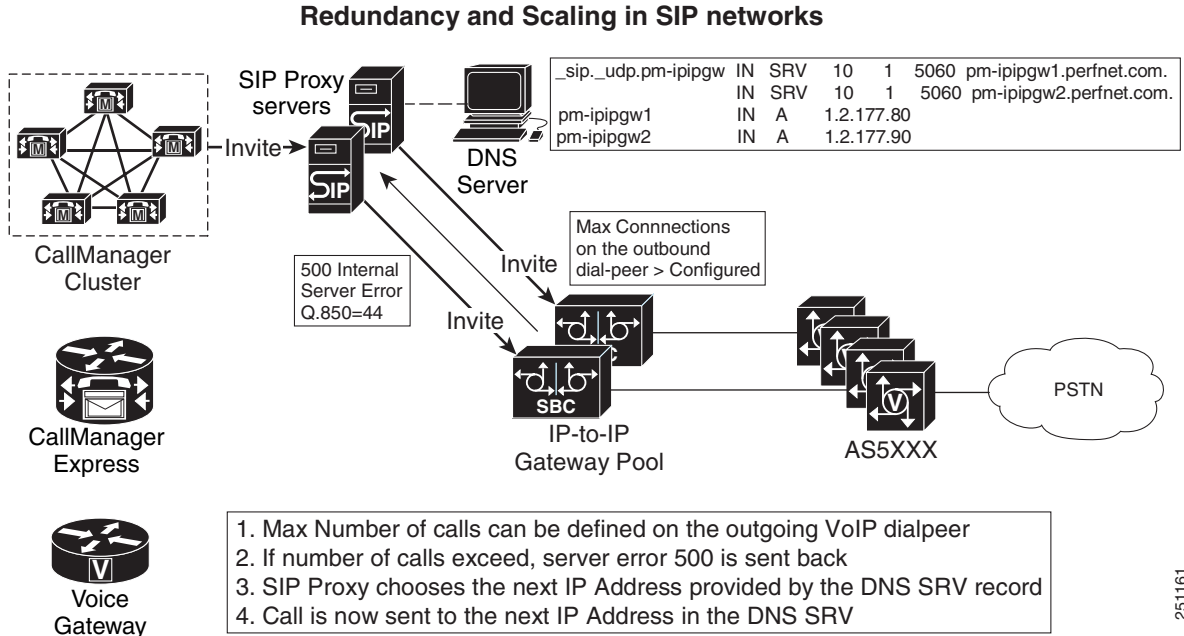 Redundancy and Scaling in SIP networks
SIP Proxy
servers
_sip._udp.pm-ipipgw IN SRV 10 1 5060 pm-ipipgw1.perfnet.com.
IN SRV 10 1 5060 pm-ipipgw2.perfnet.com.
pm-ipipgw1 IN A 1.2.177.80
pm-ipipgw2 IN A 1.2.177.90
M
M
M
M
M
Invite
SIP
SIP
DNS
Server
CallManager
Cluster
500 Internal
Server Error
Q.850=44
Invite
Invite
Max Connnections
on the outbound
dial-peer > Configured
C
SBC
IP-to-IP
Gateway Pool
V
AS5XXX
PSTN
CallManager
Express
V
Voice
Gateway
1. Max Number of calls can be defined on the outgoing VoIP dialpeer
2. If number of calls exceed, server error 500 is sent back
3. SIP Proxy chooses the next IP Address provided by the DNS SRV record
4. Call is now sent to the next IP Address in the DNS SRV
251161